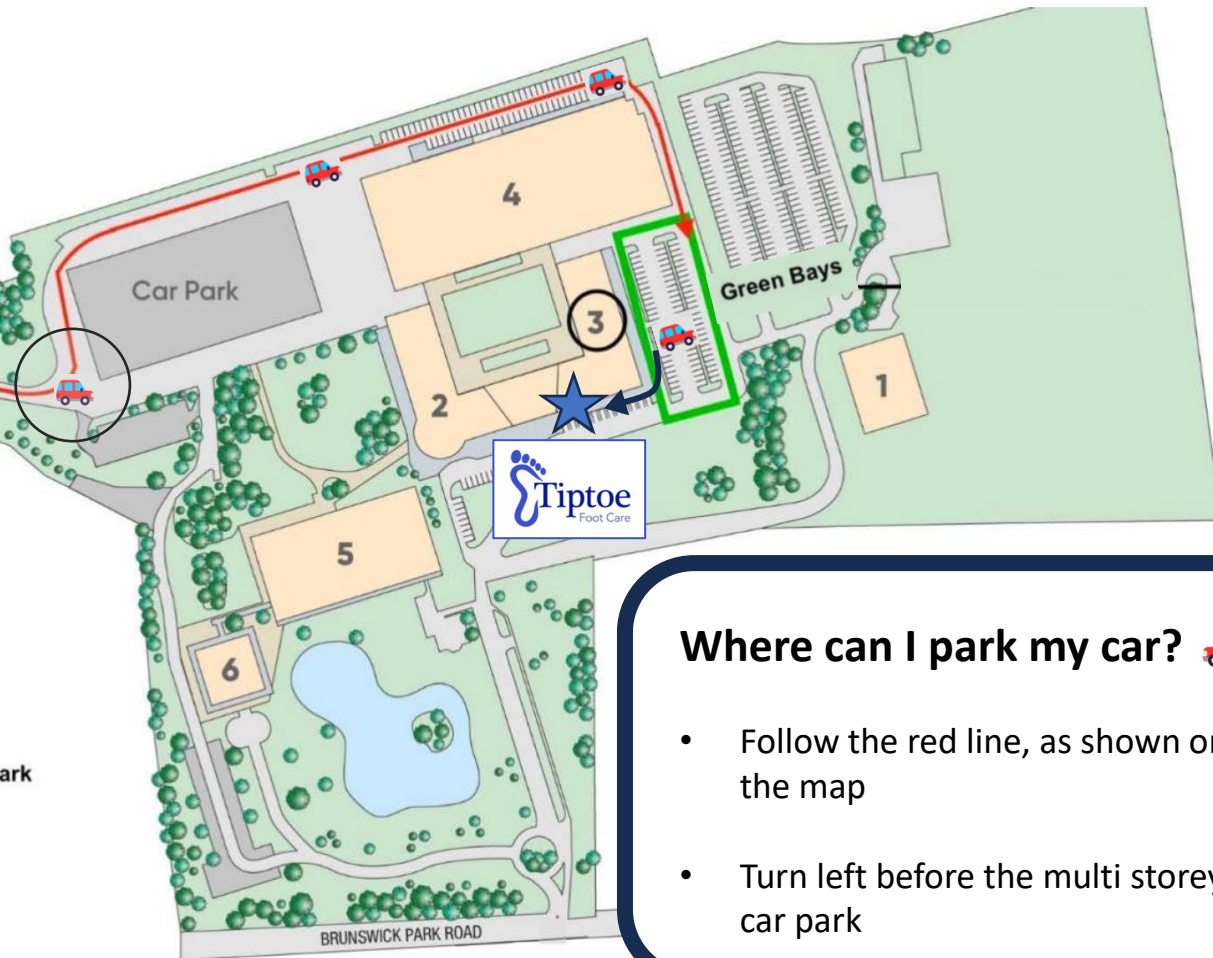 4
Car Park
Green Bays
3
1
2
Tiptoe
Foot Care
5
6
ark
Where can I park my car?
• Follow the red line, as shown on
the map
• Turn left before the multi storey
car park
BRUNSWICK PARK ROAD